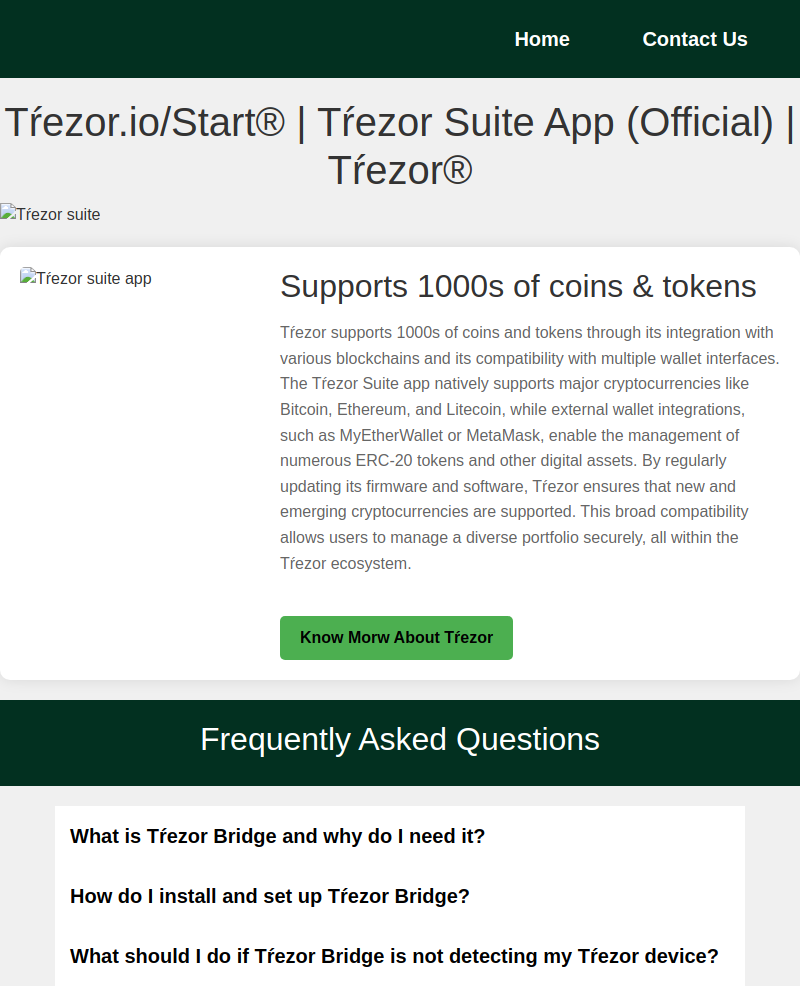 Home Contact Us
Tŕezor.io/Start® | Tŕezor Suite App (Official) |
Tŕezor®
Tŕezor suite
Tŕezor suite app
Supports 1000s of coins & tokens
Tŕezor supports 1000s of coins and tokens through its integration with
various blockchains and its compatibility with multiple wallet interfaces.
The Tŕezor Suite app natively supports major cryptocurrencies like
Bitcoin, Ethereum, and Litecoin, while external wallet integrations,
such as MyEtherWallet or MetaMask, enable the management of
numerous ERC-20 tokens and other digital assets. By regularly
updating its firmware and software, Tŕezor ensures that new and
emerging cryptocurrencies are supported. This broad compatibility
allows users to manage a diverse portfolio securely, all within the
Tŕezor ecosystem.
Know Morw About Tŕezor
Frequently Asked Questions
What is Tŕezor Bridge and why do I need it?
How do I install and set up Tŕezor Bridge?
What should I do if Tŕezor Bridge is not detecting my Tŕezor device?